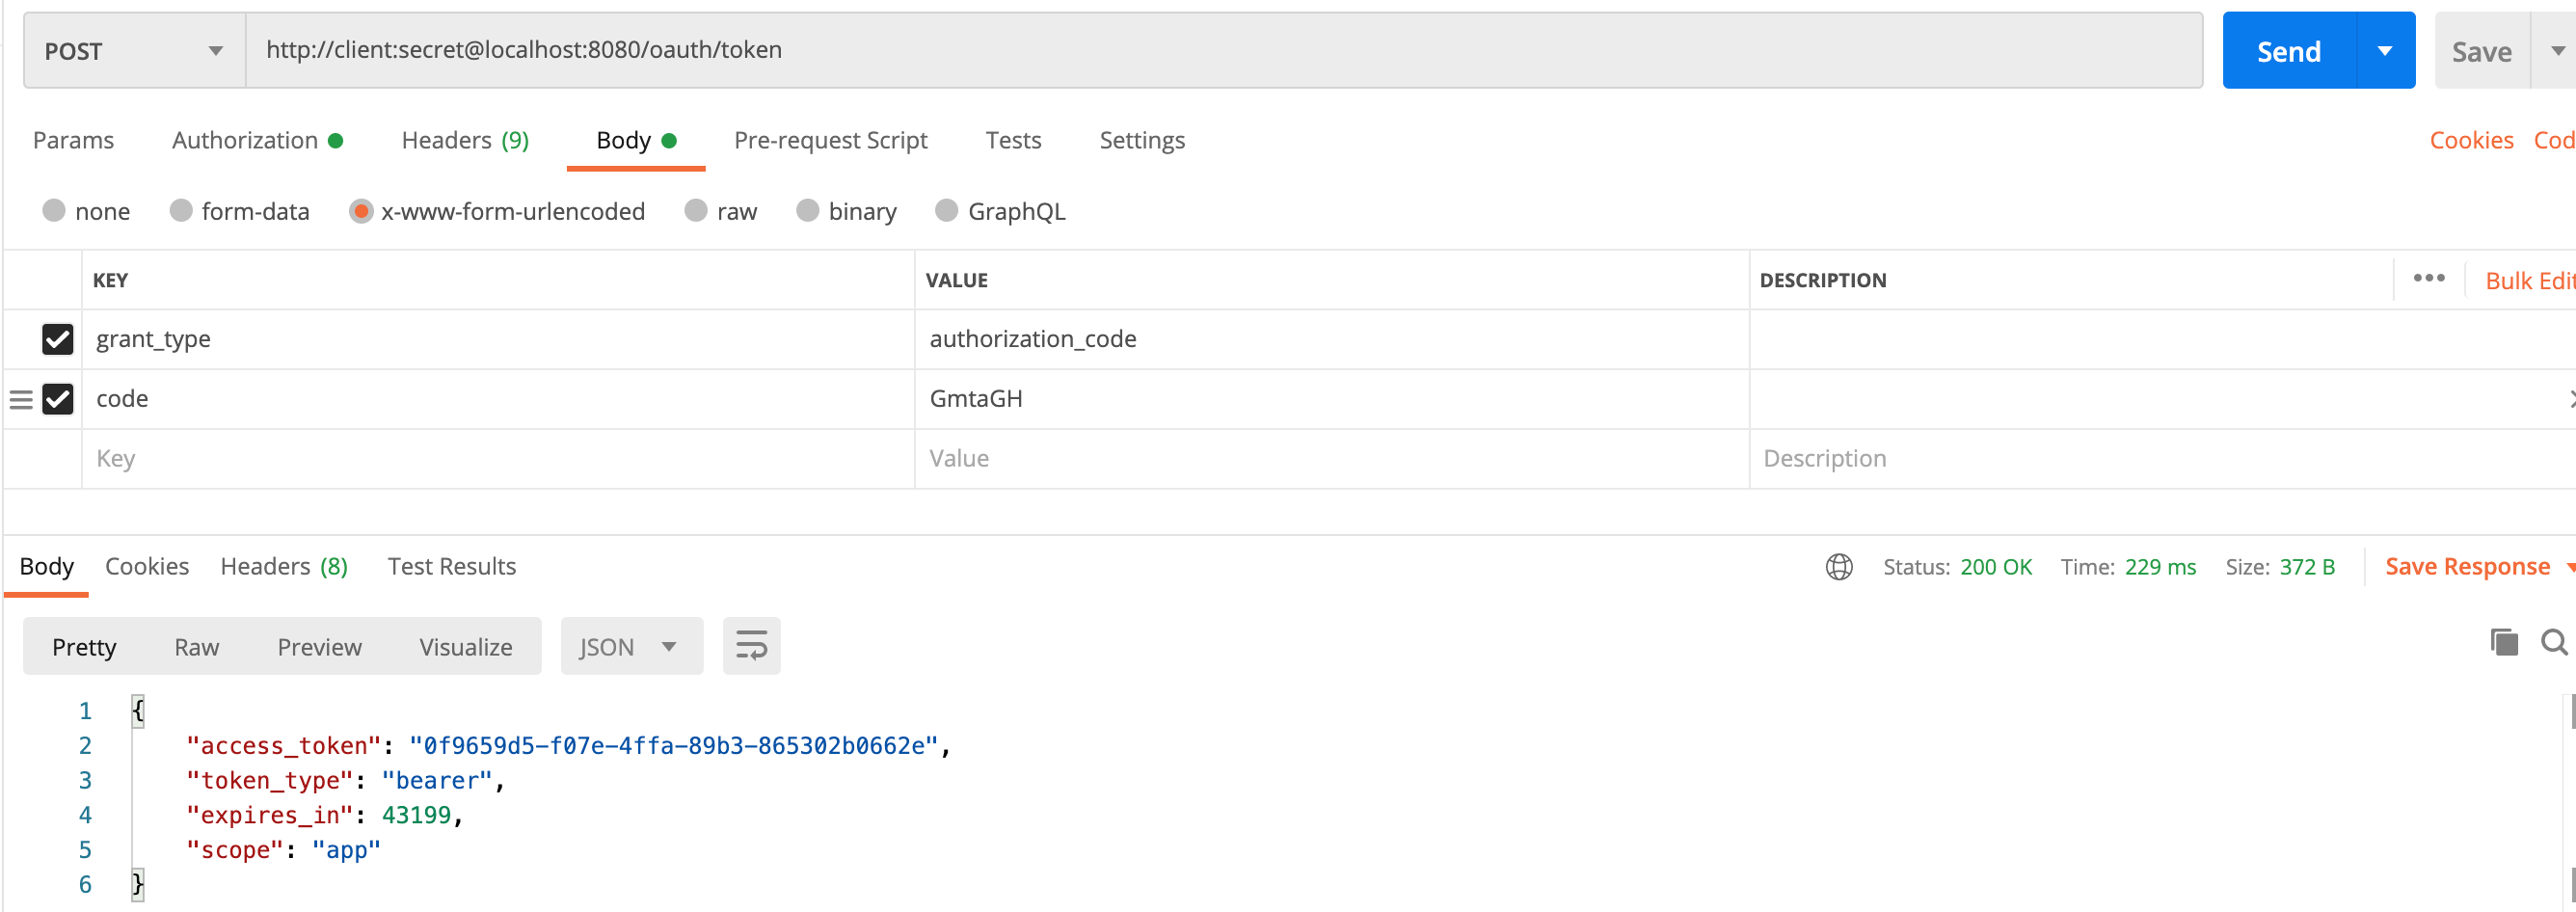 POST http://client:secret@localhost:8080/oauth/token Send Save
Params Authorization Headers (9) Body Pre-request Script Tests Settings Cookies Cod
none form-data x-www-form-urlencoded raw binary GraphQL
KEY VALUE DESCRIPTION ••• Bulk Edit
grant_type authorization_code
code GmtaGH
Key Value Description
Body Cookies Headers (8) Test Results Status: 200 OK Time: 229 ms Size: 372 B Save Response
Pretty Raw Preview Visualize JSON
1 {
2 "access_token": "0f9659d5-f07e-4ffa-89b3-865302b0662e",
3 "token_type": "bearer",
4 "expires_in": 43199,
5 "scope": "app"
6 }